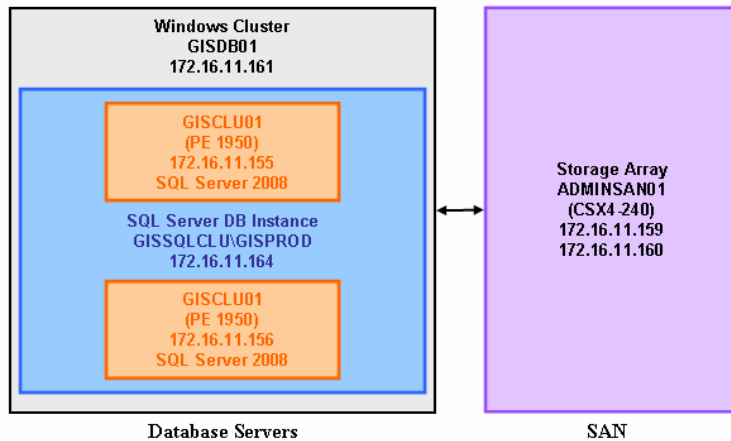 Windows Cluster
GISDB01
172.16.11.161
GISCLU01
(PE 1950)
172.16.11.155
SQL Server 2008
SQL Server DB Instance
GISSQLCLU\GISPROD
172.16.11.164
GISCLU01
(PE 1950)
172.16.11.156
SQL Server 2008
Database Servers
Storage Array
ADMINSAN01
(CSX4-240)
172.16.11.159
172.16.11.160
SAN